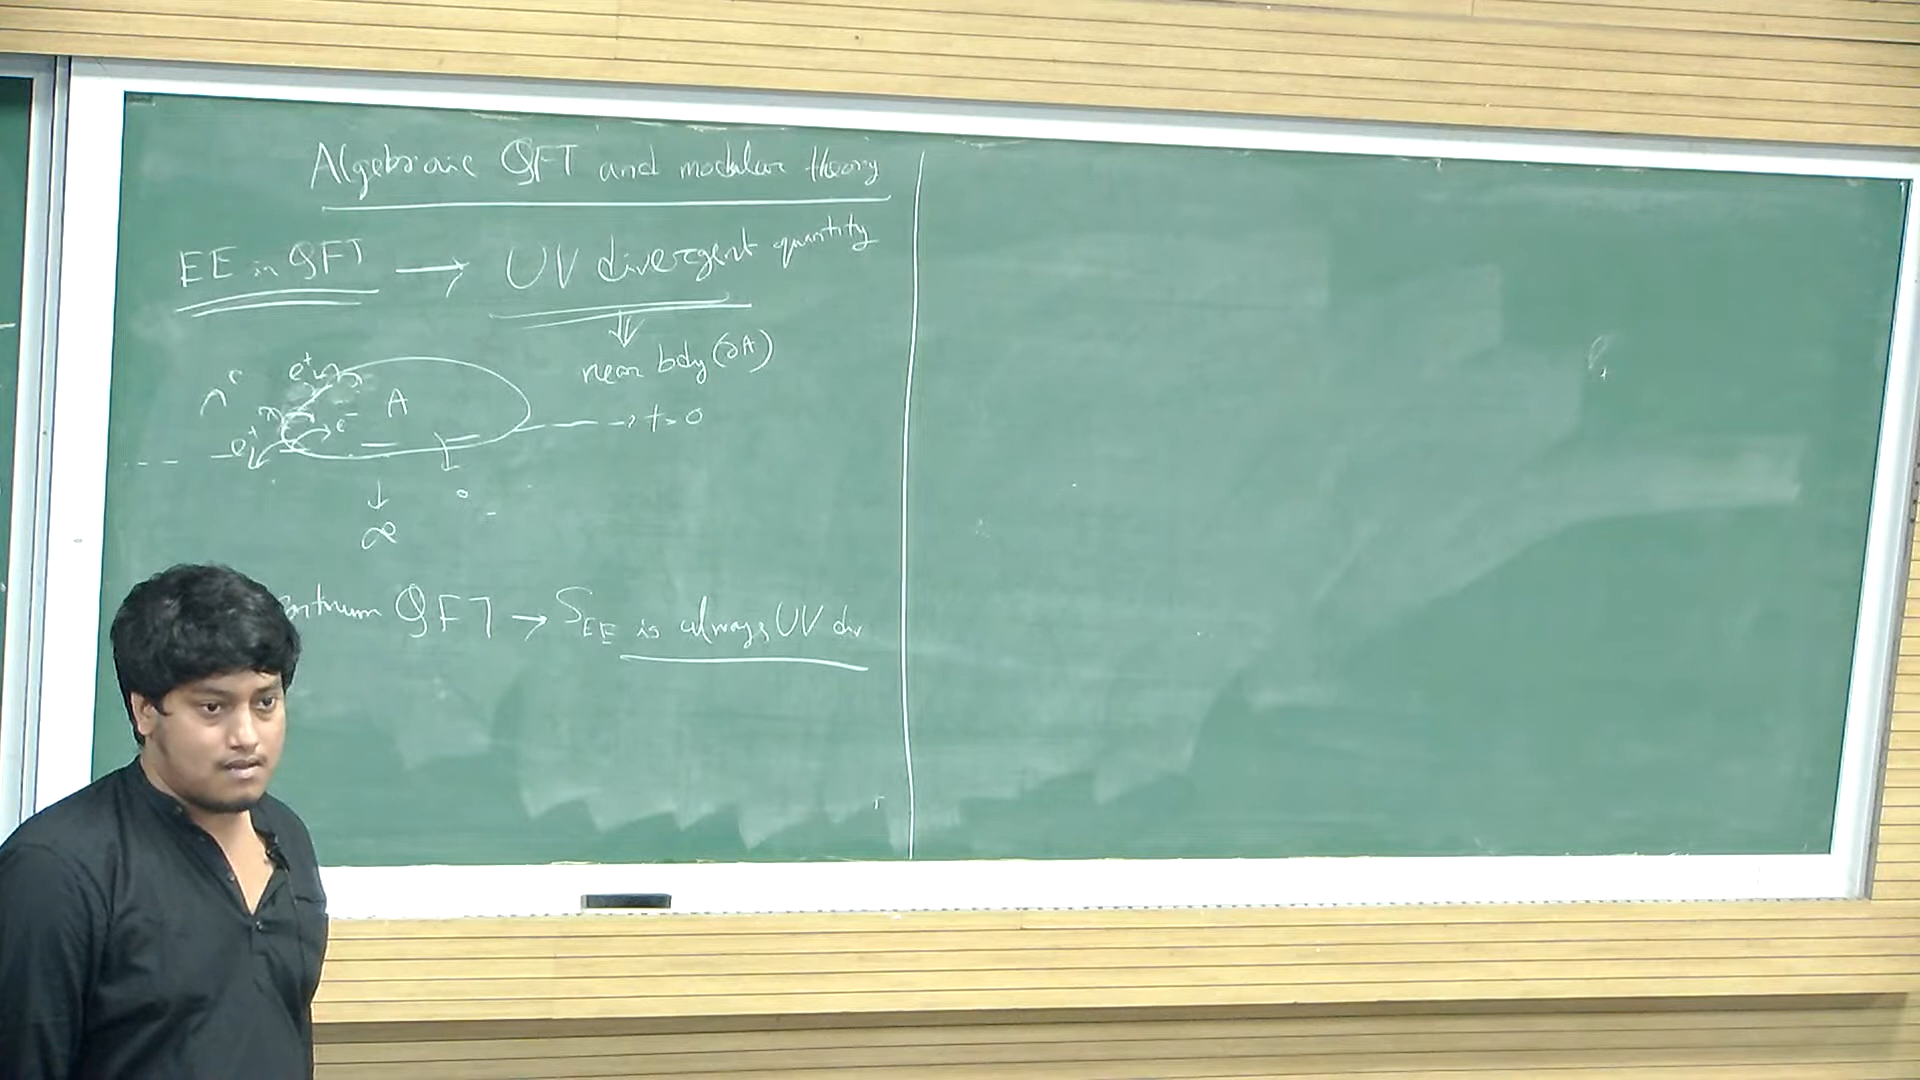 Algebraic QFT and modular theory
EE in QFT → UV divergent quantity
⇓
near bdy (∂A)
e⁺
A
e⁻
e⁺
→ t=0
↓
∞
QFT → S_EE is always UV div